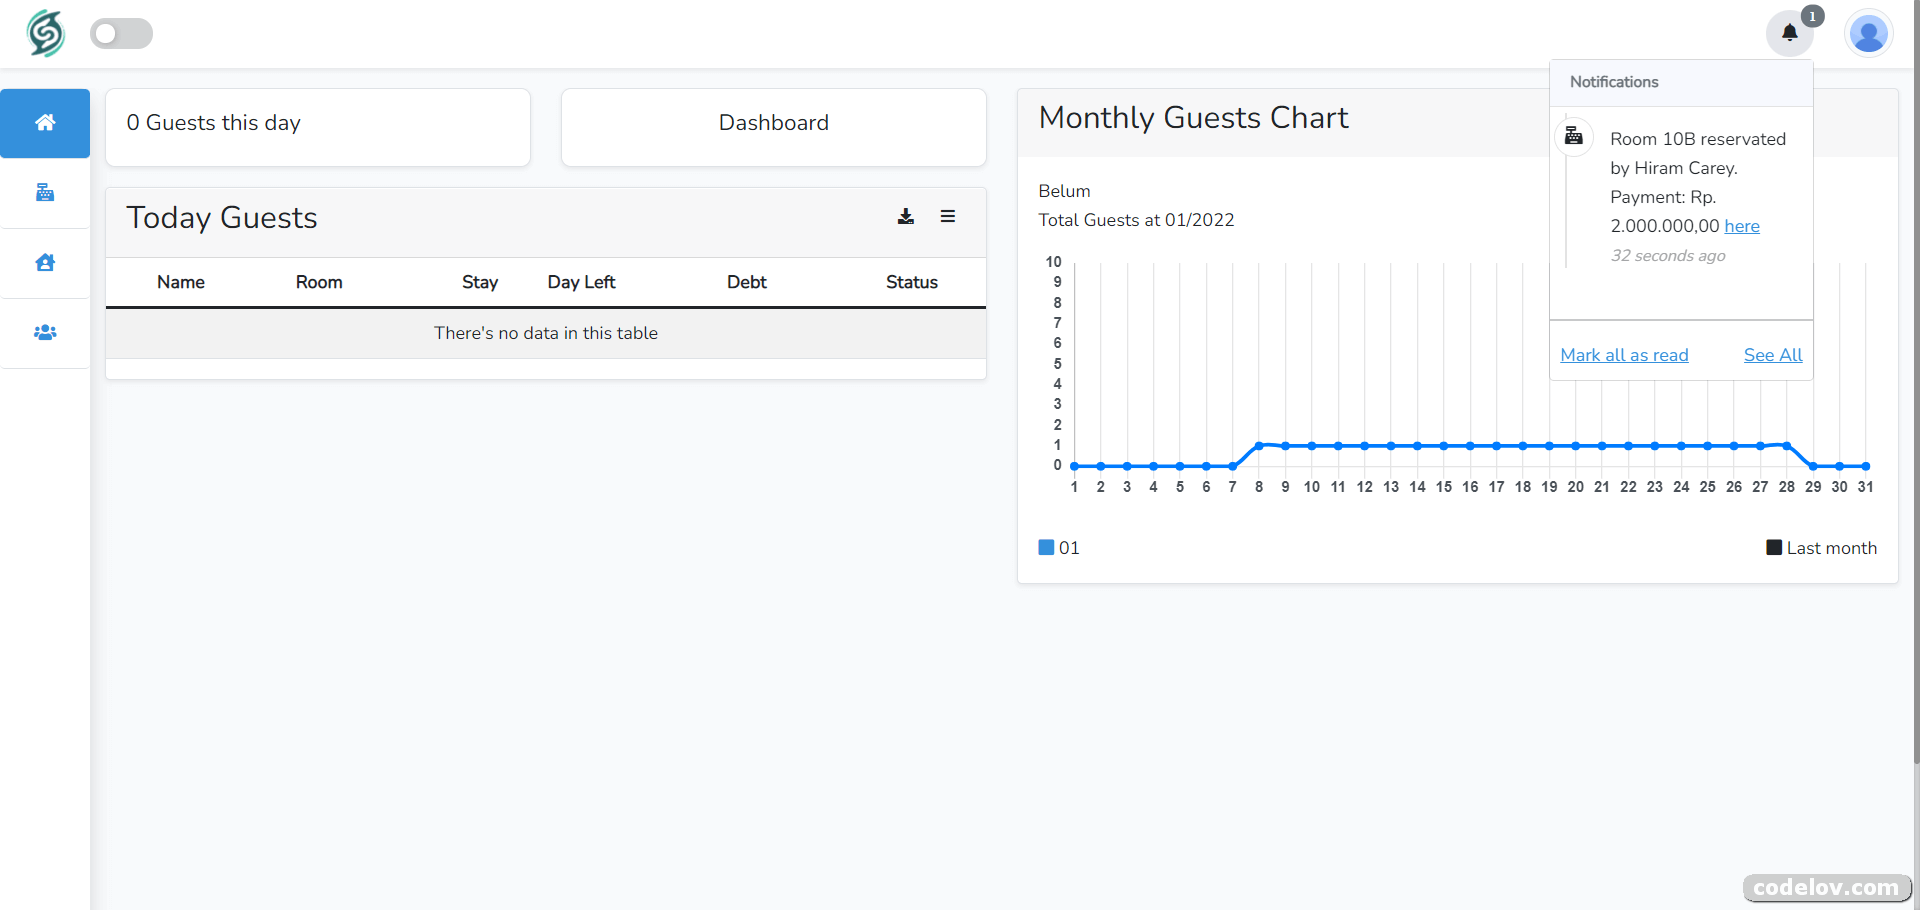 1
0 Guests this day
Dashboard
Today Guests
Name Room Stay Day Left Debt Status
There's no data in this table
Monthly Guests Chart
Belum
Total Guests at 01/2022
10
9
8
7
6
5
4
3
2
1
0
1 2 3 4 5 6 7 8 9 10 11 12 13 14 15 16 17 18 19 20 21 22 23 24 25 26 27 28 29 30 31
01
Last month
Notifications
Room 10B reservated
by Hiram Carey.
Payment: Rp.
2.000.000,00 here
32 seconds ago
Mark all as read See All
codelov.com